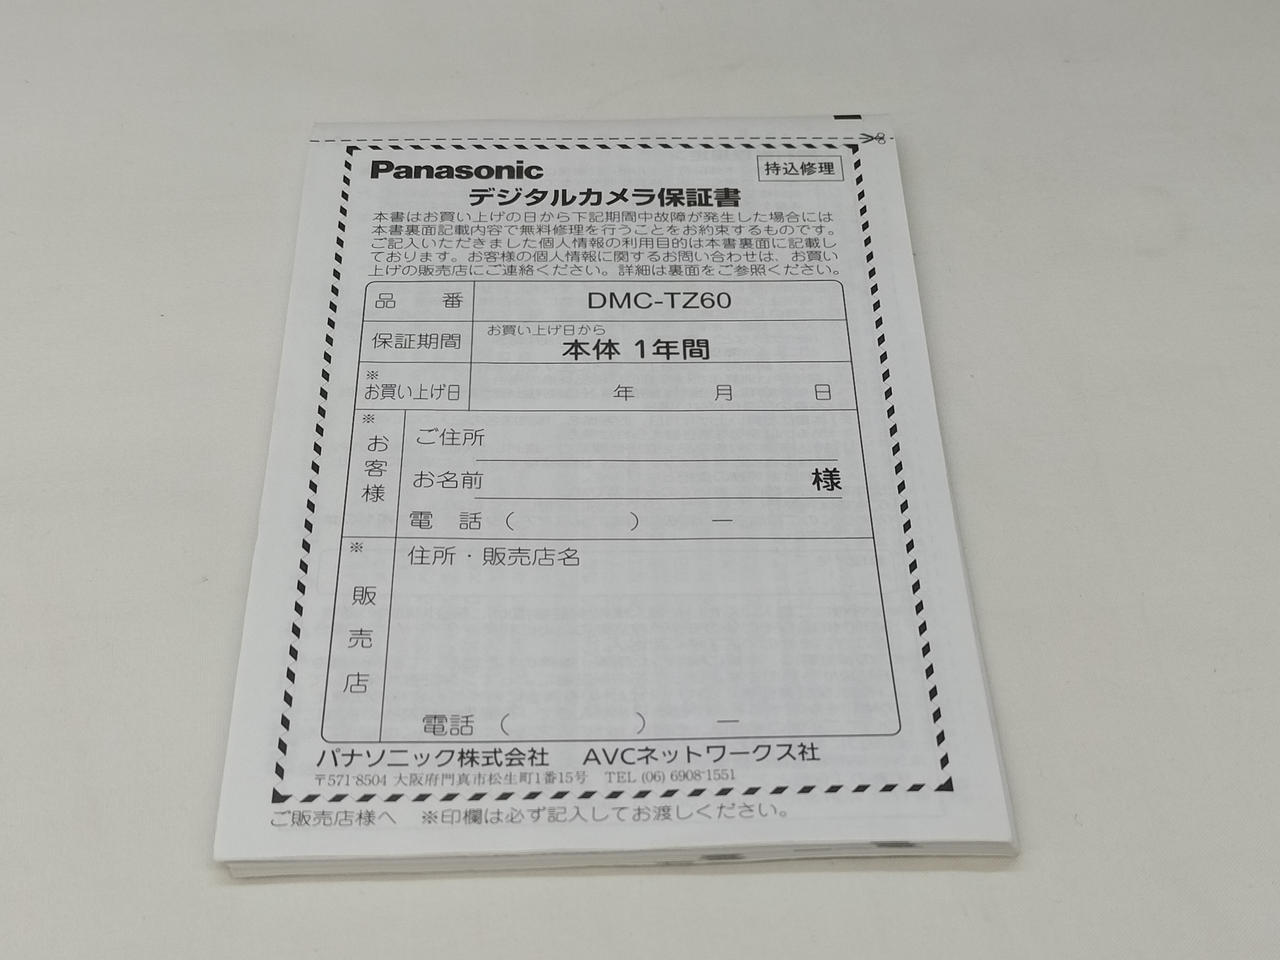 Panasonic
持込修理
デジタルカメラ保証書
本書はお買い上げの日から下記期間中故障が発生した場合には
本書裏面記載内容で無料修理を行うことをお約束するものです。
ご記入いただきました個人情報の利用目的は本書裏面に記載し
ております。お客様の個人情報に関するお問い合わせは、お買い
上げの販売店にご連絡ください。詳細は裏面をご参照ください。
品 番 DMC-TZ60
保証期間 お買い上げ日から
本体 1年間
※
お買い上げ日 年 月 日
※
お客様
ご住所
お名前 様
電 話 ( ) ー
※
販売店
住所・販売店名
電話 ( ) ー
パナソニック株式会社 AVCネットワークス社
〒571-8504 大阪府門真市松生町1番15号 TEL (06) 6908-1551
ご販売店様へ ※印欄は必ず記入してお渡しください。